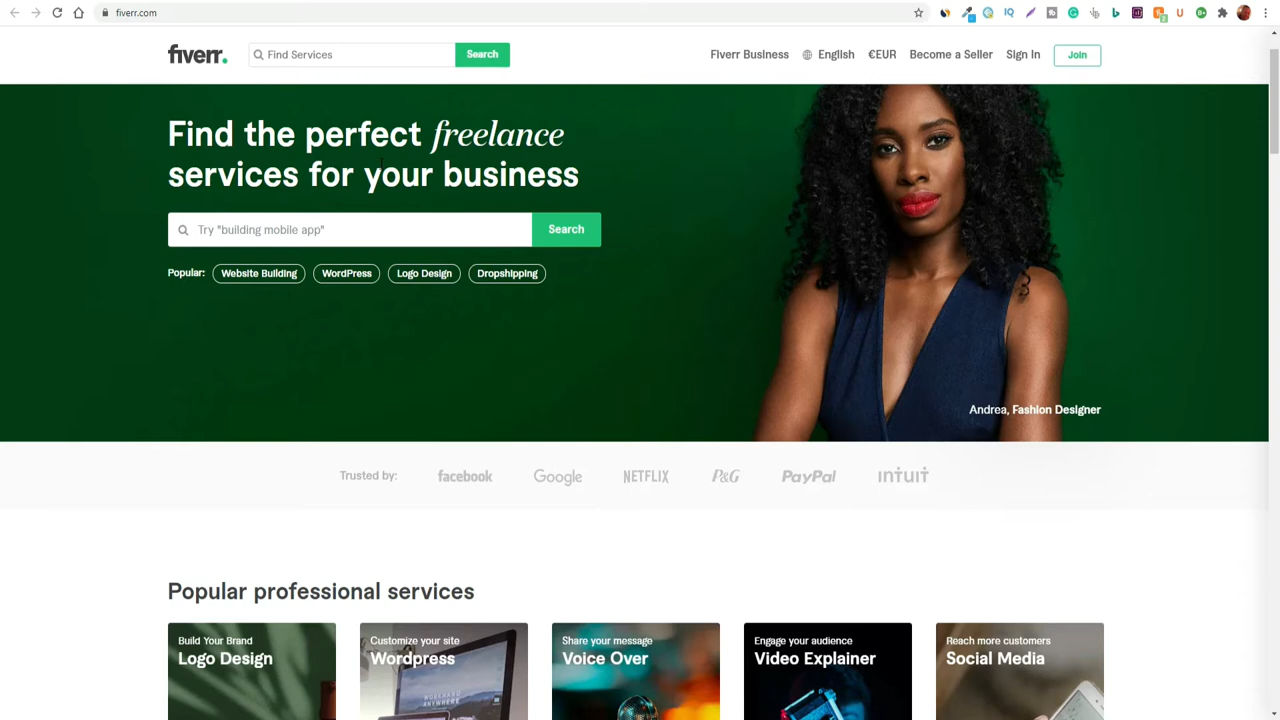 fiverr.com
fiverr.
Find Services
Search
Fiverr Business
English
€EUR
Become a Seller
Sign In
Join
Find the perfect freelance
services for your business
Try "building mobile app"
Search
Popular:
Website Building
WordPress
Logo Design
Dropshipping
Andrea, Fashion Designer
Trusted by:
facebook
Google
NETFLIX
P&G
PayPal
intuit
Popular professional services
Build Your Brand
Logo Design
Customize your site
Wordpress
Share your message
Voice Over
Engage your audience
Video Explainer
Reach more customers
Social Media